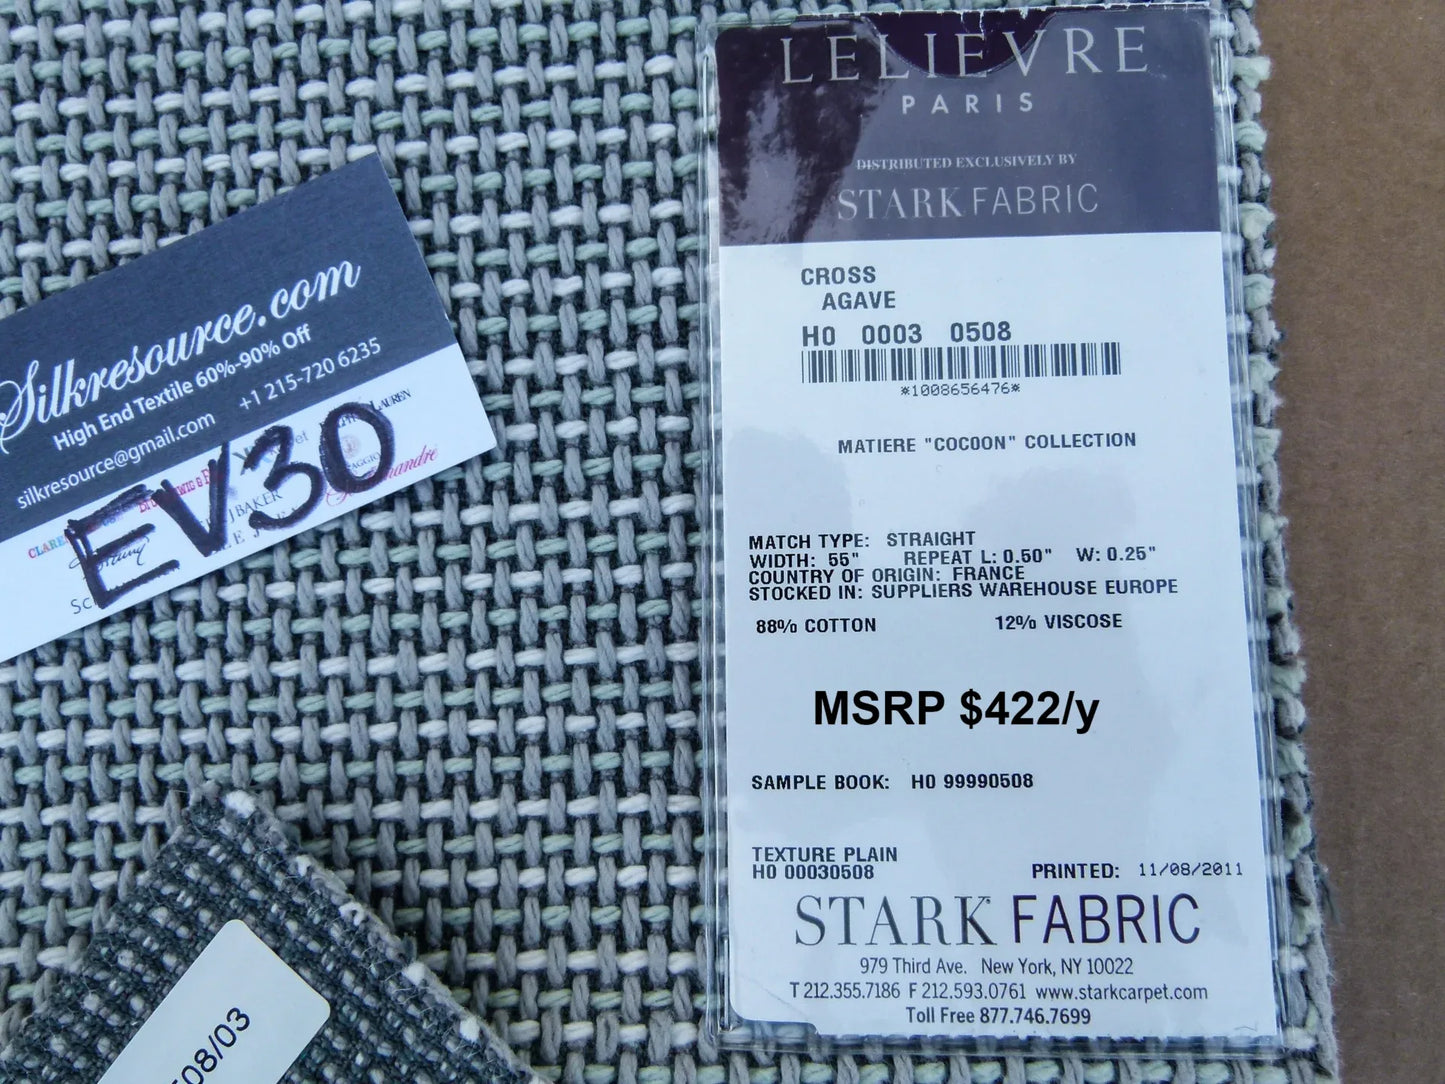 LELIEVRE
PARIS
DISTRIBUTED EXCLUSIVELY BY
STARK FABRIC
CROSS
AGAVE
H0 0003 0508
*1008656476*
MATIERE "COCOON" COLLECTION
MATCH TYPE: STRAIGHT
WIDTH: 55" REPEAT L: 0.50" W: 0.25"
COUNTRY OF ORIGIN: FRANCE
STOCKED IN: SUPPLIERS WAREHOUSE EUROPE
88% COTTON 12% VISCOSE
MSRP $422/y
SAMPLE BOOK: H0 99990508
TEXTURE PLAIN
H0 00030508 PRINTED: 11/08/2011
STARK FABRIC
979 Third Ave. New York, NY 10022
T 212.355.7186 F 212.593.0761 www.starkcarpet.com
Toll Free 877.746.7699
Silkresource.com
High End Textile 60%-90% Off
silkresource@gmail.com +1 215-720 6235
LAUREN
J BAKER
EV30
508/03